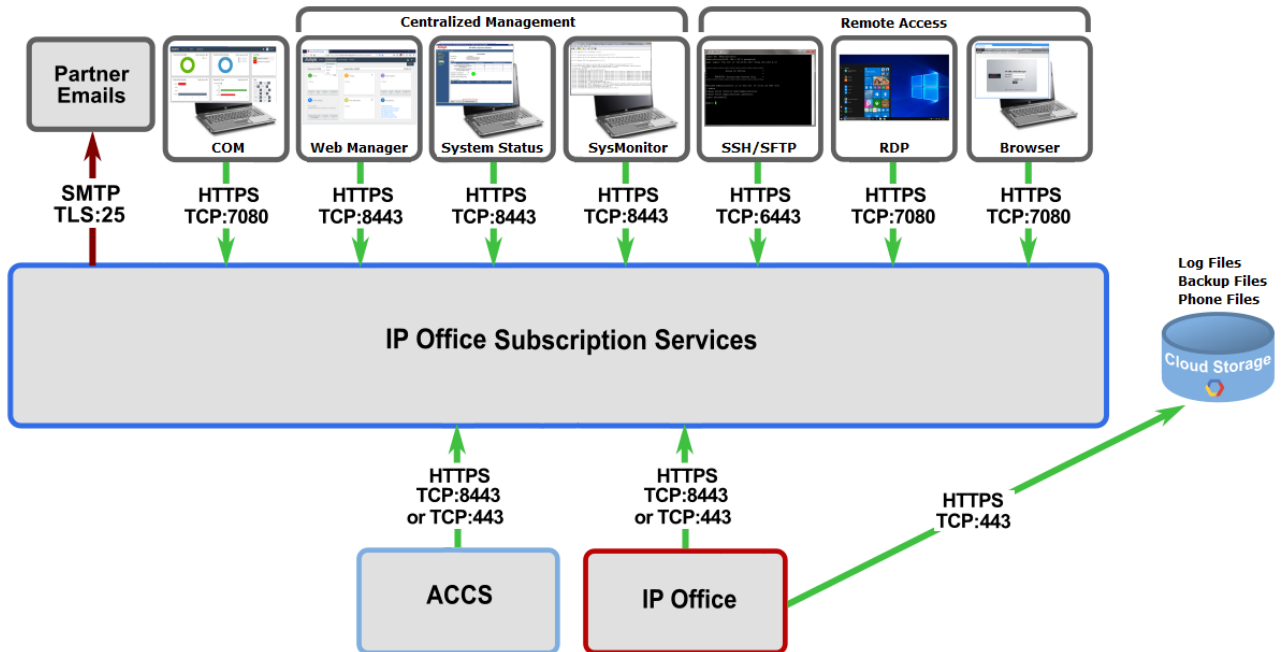 Centralized Management
Remote Access
Partner
Emails
COM
Web Manager
System Status
SysMonitor
SSH/SFTP
RDP
Browser
SMTP
TLS:25
HTTPS
TCP:7080
HTTPS
TCP:8443
HTTPS
TCP:8443
HTTPS
TCP:8443
HTTPS
TCP:6443
HTTPS
TCP:7080
HTTPS
TCP:7080
IP Office Subscription Services
Log Files
Backup Files
Phone Files
Cloud Storage
HTTPS
TCP:8443
or TCP:443
HTTPS
TCP:8443
or TCP:443
HTTPS
TCP:443
ACCS
IP Office